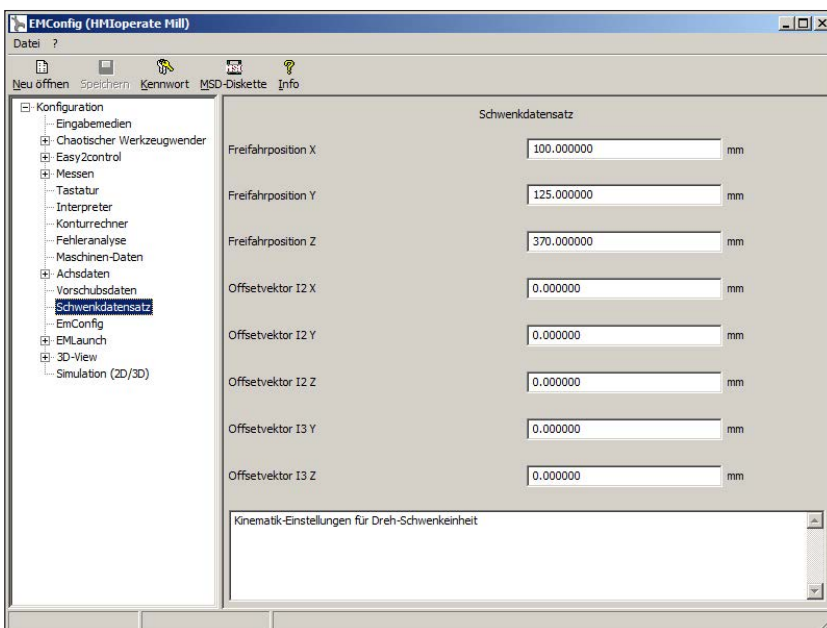 EMConfig (HMIoperate Mill)
Datei ?
Neu öffnen Speichern Kennwort MSD-Diskette Info
Konfiguration
Eingabemedien
Chaotischer Werkzeugwender
Easy2control
Messen
Tastatur
Interpreter
Konturrechner
Fehleranalyse
Maschinen-Daten
Achsdaten
Vorschubsdaten
Schwenkdatensatz
EmConfig
EMLaunch
3D-View
Simulation (2D/3D)
Schwenkdatensatz
Freifahrposition X 100.000000 mm
Freifahrposition Y 125.000000 mm
Freifahrposition Z 370.000000 mm
Offsetvektor I2 X 0.000000 mm
Offsetvektor I2 Y 0.000000 mm
Offsetvektor I2 Z 0.000000 mm
Offsetvektor I3 Y 0.000000 mm
Offsetvektor I3 Z 0.000000 mm
Kinematik-Einstellungen für Dreh-Schwenkeinheit